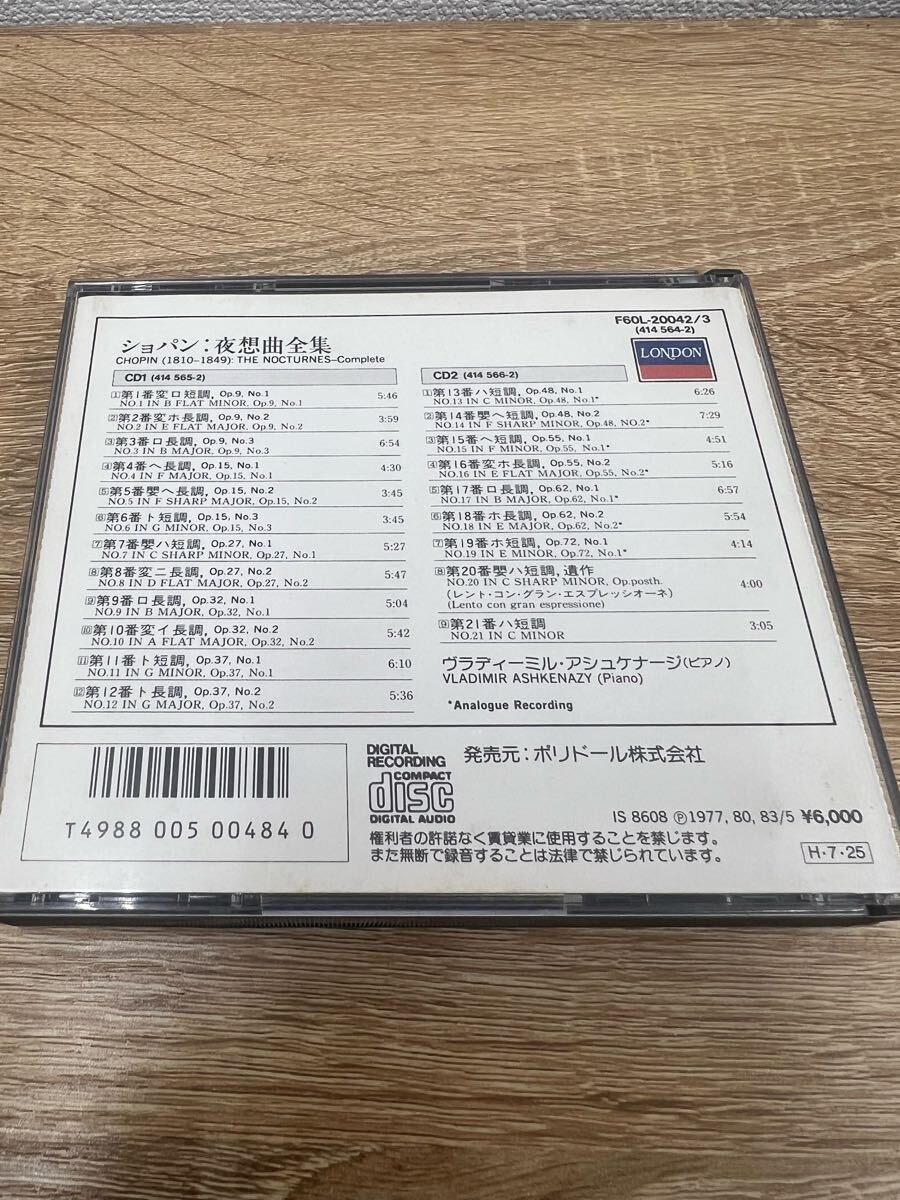 F60L-20042/3
(414 564-2)
LONDON
ショパン:夜想曲全集
CHOPIN (1810-1849): THE NOCTURNES-Complete
CD1 (414 565-2)
1 第1番変ロ短調, Op.9, No.1 5:46
NO.1 IN B FLAT MINOR, Op.9, No.1
2 第2番変ホ長調, Op.9, No.2 3:59
NO.2 IN E FLAT MAJOR, Op.9, No.2
3 第3番ロ長調, Op.9, No.3 6:54
NO.3 IN B MAJOR, Op.9, No.3
4 第4番ヘ長調, Op.15, No.1 4:30
NO.4 IN F MAJOR, Op.15, No.1
5 第5番嬰ヘ長調, Op.15, No.2 3:45
NO.5 IN F SHARP MAJOR, Op.15, No.2
6 第6番ト短調, Op.15, No.3 3:45
NO.6 IN G MINOR, Op.15, No.3
7 第7番嬰ハ短調, Op.27, No.1 5:27
NO.7 IN C SHARP MINOR, Op.27, No.1
8 第8番変ニ長調, Op.27, No.2 5:47
NO.8 IN D FLAT MAJOR, Op.27, No.2
9 第9番ロ長調, Op.32, No.1 5:04
NO.9 IN B MAJOR, Op.32, No.1
10 第10番変イ長調, Op.32, No.2 5:42
NO.10 IN A FLAT MAJOR, Op.32, No.2
11 第11番ト短調, Op.37, No.1 6:10
NO.11 IN G MINOR, Op.37, No.1
12 第12番ト長調, Op.37, No.2 5:36
NO.12 IN G MAJOR, Op.37, No.2
CD2 (414 566-2)
1 第13番ハ短調, Op.48, No.1 6:26
NO.13 IN C MINOR, Op.48, No.1*
2 第14番嬰ヘ短調, Op.48, No.2 7:29
NO.14 IN F SHARP MINOR, Op.48, NO.2*
3 第15番ヘ短調, Op.55, No.1 4:51
NO.15 IN F MINOR, Op.55, No.1*
4 第16番変ホ長調, Op.55, No.2 5:16
NO.16 IN E FLAT MAJOR, Op.55, No.2*
5 第17番ロ長調, Op.62, No.1 6:57
NO.17 IN B MAJOR, Op.62, No.1*
6 第18番ホ長調, Op.62, No.2 5:54
NO.18 IN E MAJOR, Op.62, No.2*
7 第19番ホ短調, Op.72, No.1 4:14
NO.19 IN E MINOR, Op.72, No.1*
8 第20番嬰ハ短調, 遺作
NO.20 IN C SHARP MINOR, Op.posth. 4:00
(レント・コン・グラン・エスプレッシオーネ)
(Lento con gran espressione)
9 第21番ハ短調 3:05
NO.21 IN C MINOR
ヴラディーミル・アシュケナージ(ピアノ)
VLADIMIR ASHKENAZY (Piano)
*Analogue Recording
T4988 005 00484 0
DIGITAL
RECORDING
COMPACT
disc
DIGITAL AUDIO
発売元:ポリドール株式会社
IS 8608 Ⓟ1977, 80, 83/5 ¥6,000
権利者の許諾なく賃貸業に使用することを禁じます。
また無断で録音することは法律で禁じられています。
H・7・25